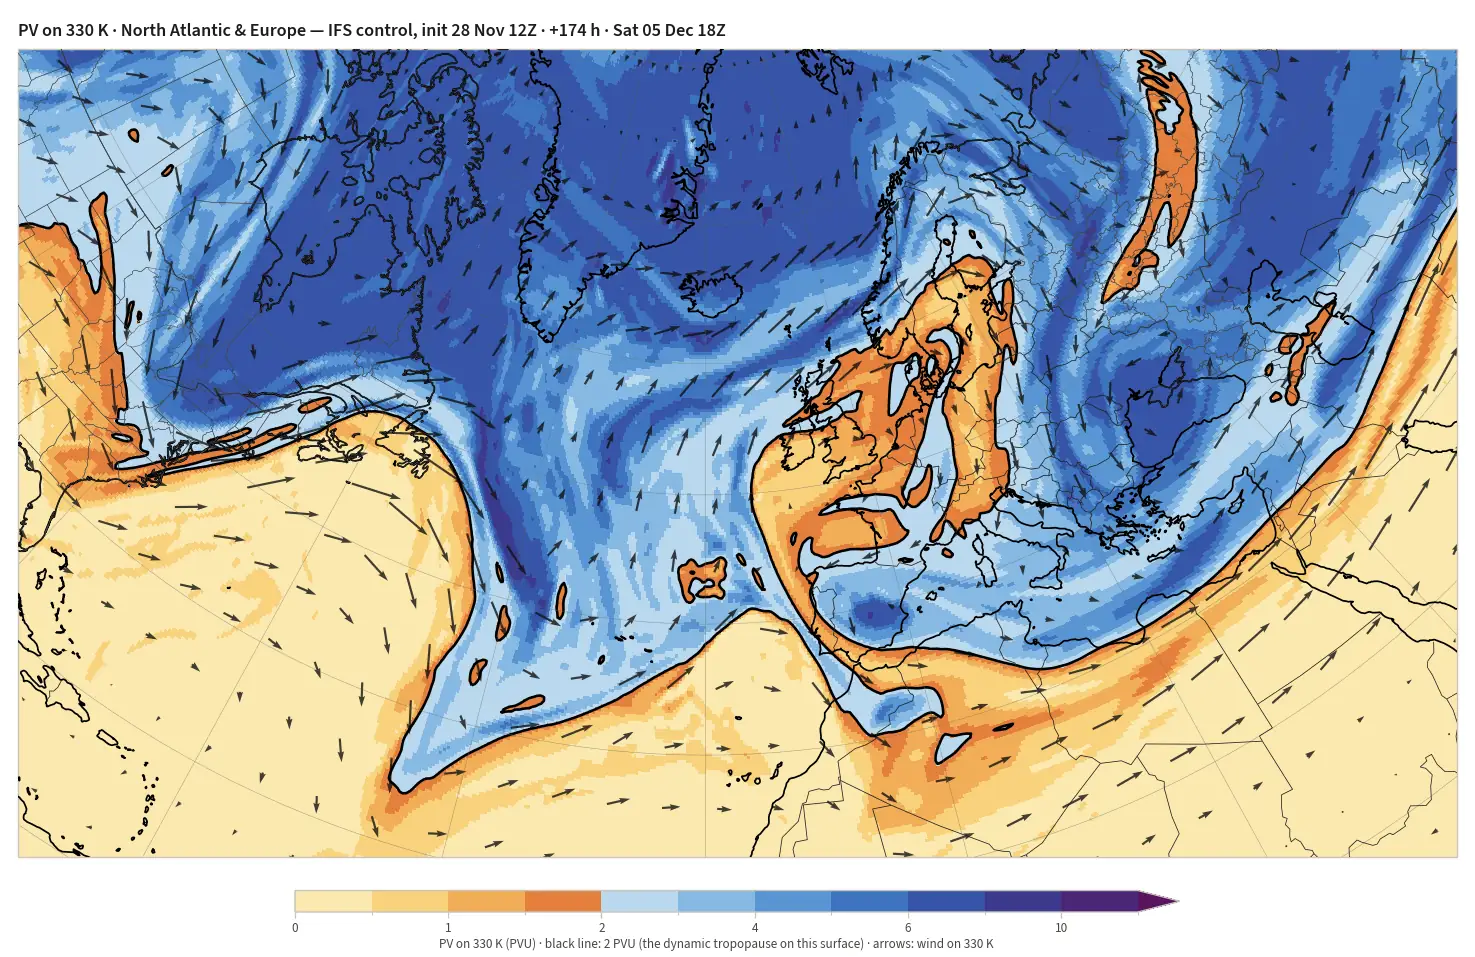 PV on 330 K · North Atlantic & Europe — IFS control, init 28 Nov 12Z · +174 h · Sat 05 Dec 18Z
0 1 2 4 6 10
PV on 330 K (PVU) · black line: 2 PVU (the dynamic tropopause on this surface) · arrows: wind on 330 K